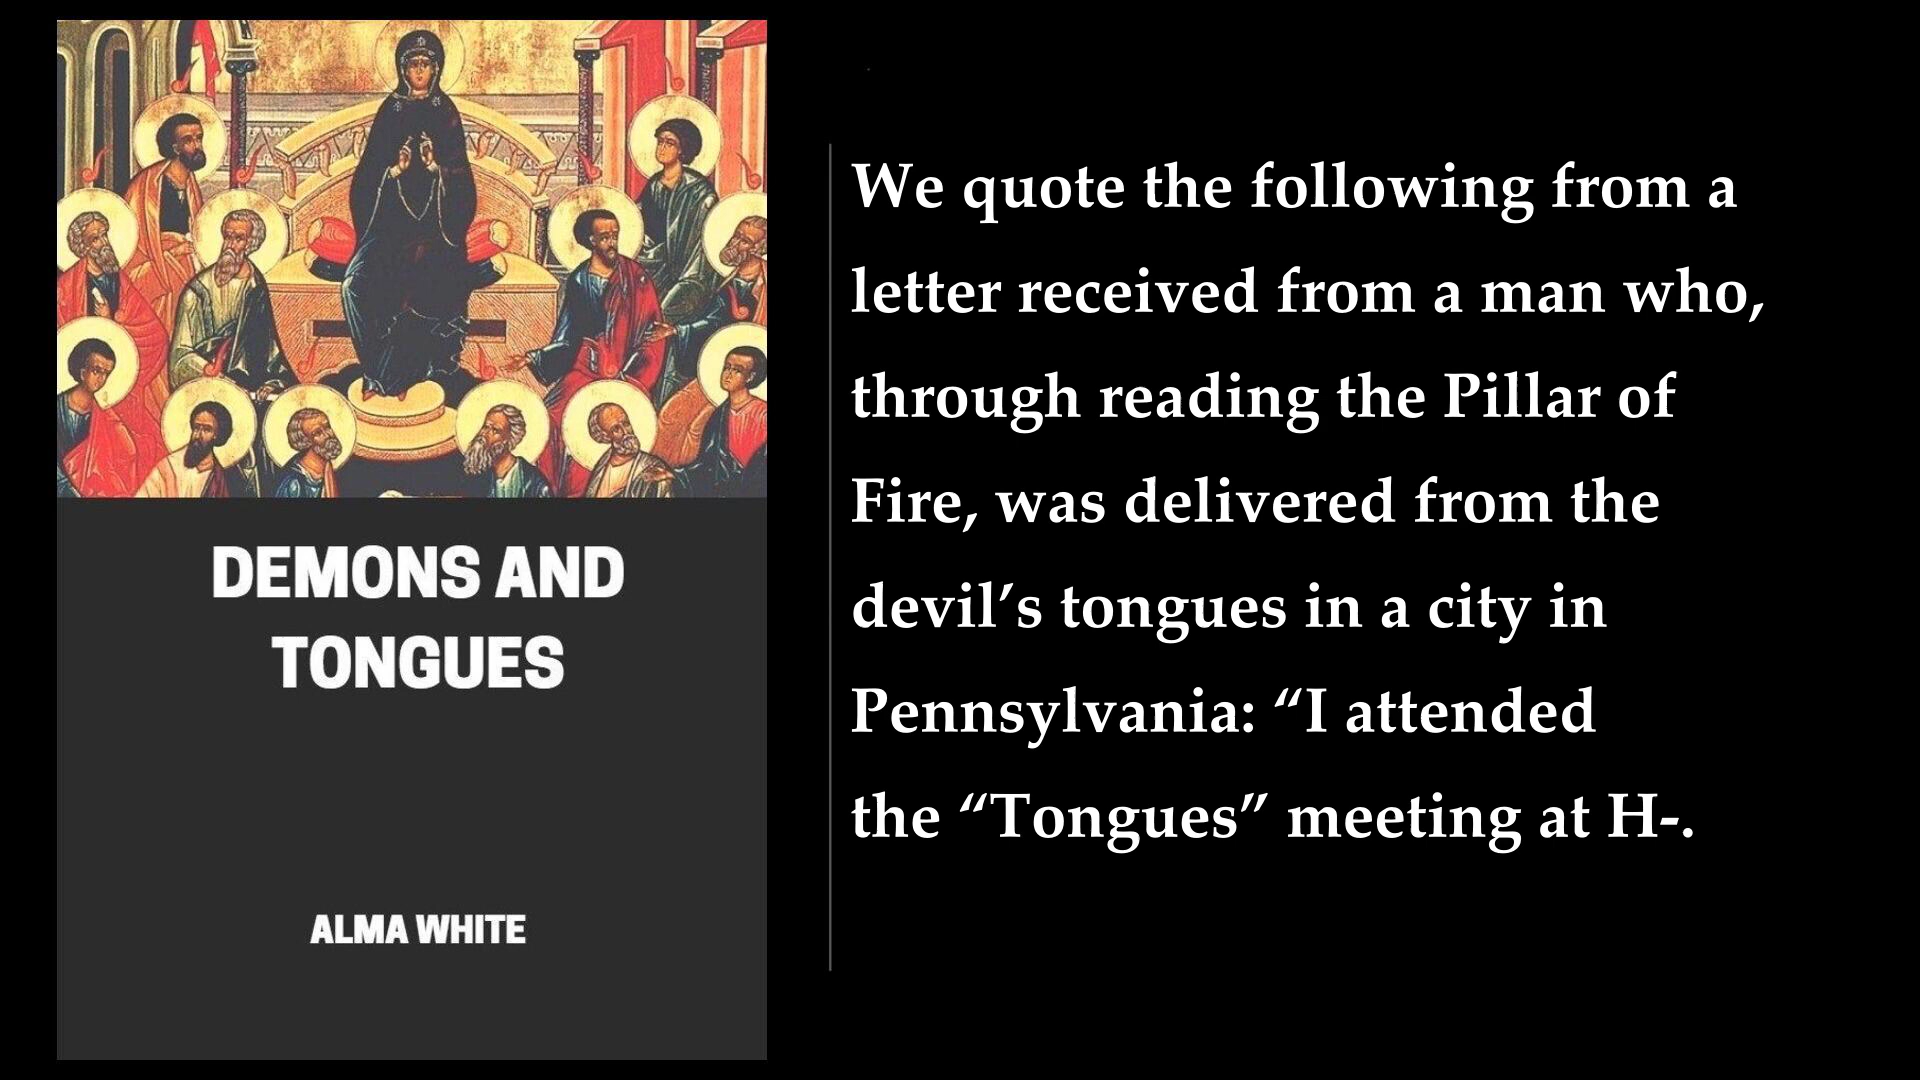 DEMONS AND
TONGUES
ALMA WHITE
We quote the following from a
letter received from a man who,
through reading the Pillar of
Fire, was delivered from the
devil’s tongues in a city in
Pennsylvania: “I attended
the “Tongues” meeting at H-.